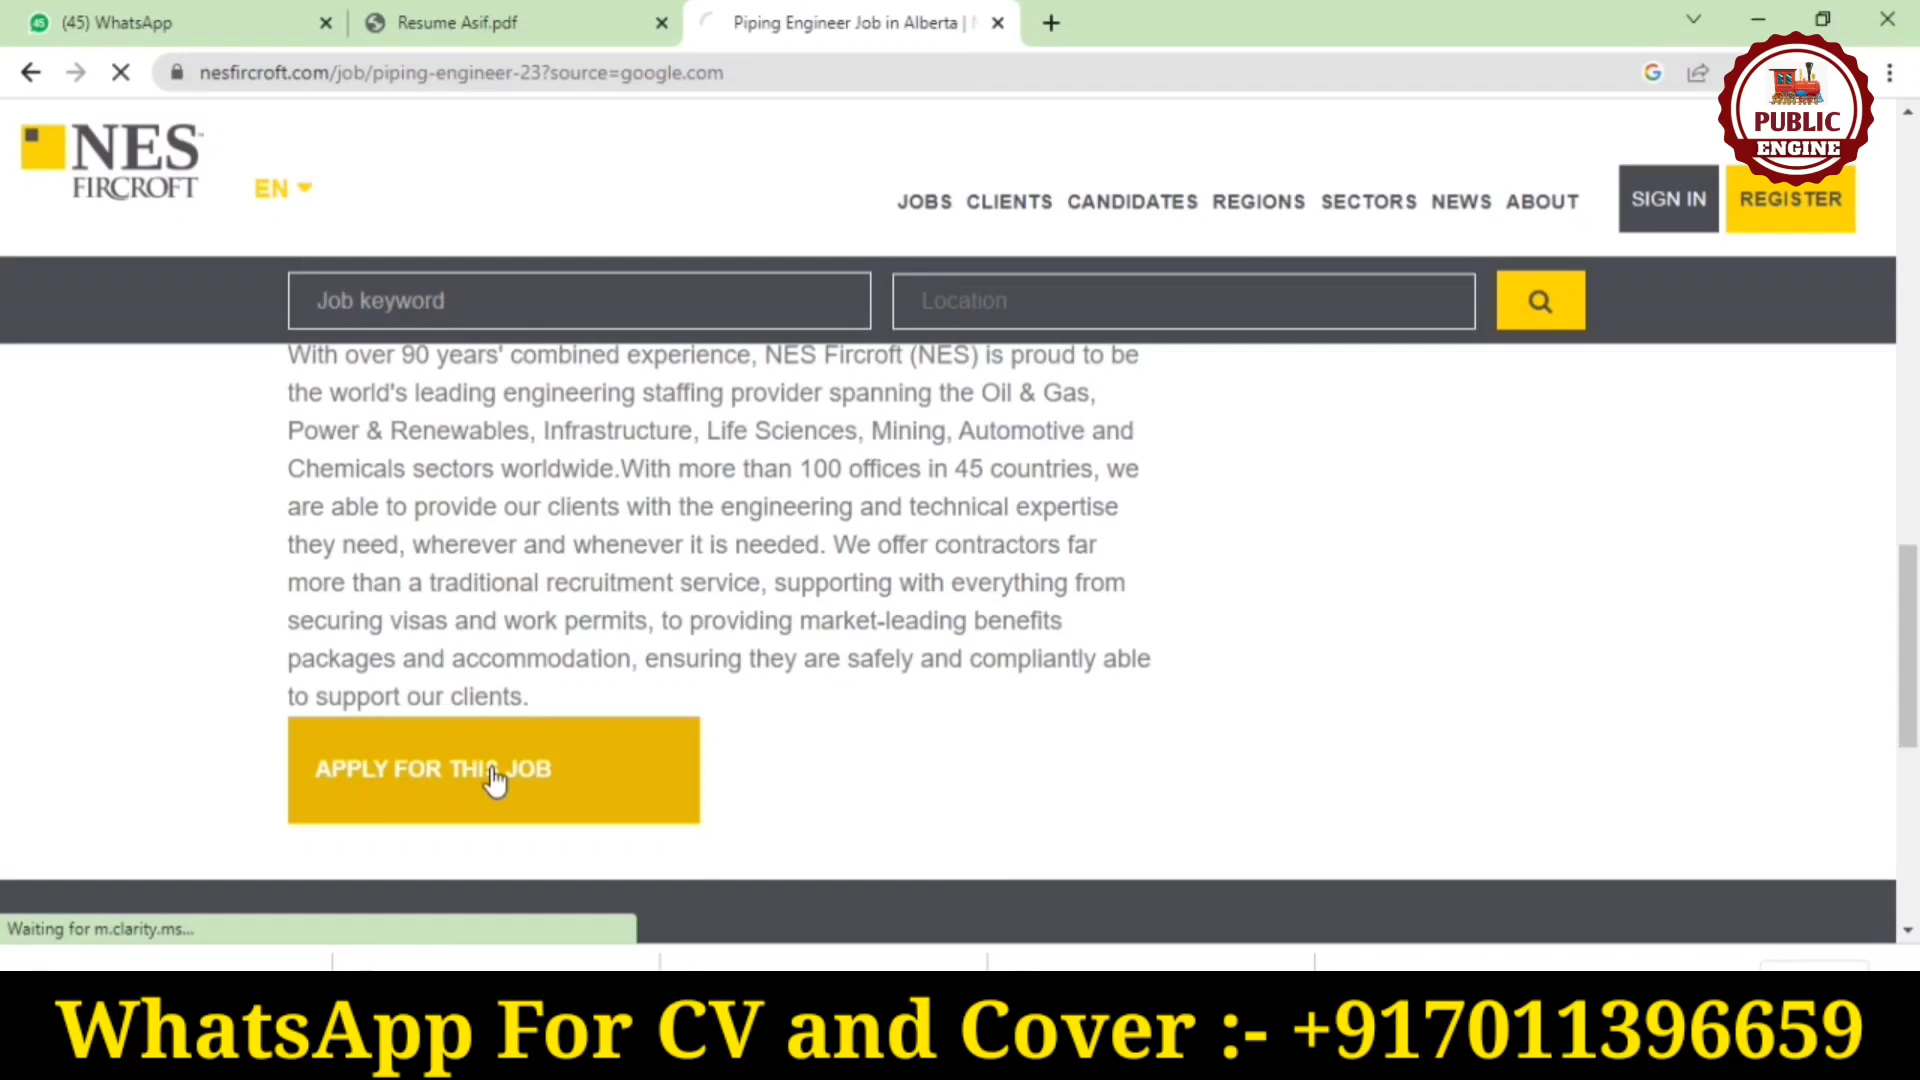 (45) WhatsApp
Resume Asif.pdf
Piping Engineer Job in Alberta |
nesfircroft.com/job/piping-engineer-23?source=google.com
PUBLIC
ENGINE
NES
FIRCROFT
EN
JOBS CLIENTS CANDIDATES REGIONS SECTORS NEWS ABOUT
SIGN IN
REGISTER
Job keyword
Location
With over 90 years' combined experience, NES Fircroft (NES) is proud to be
the world's leading engineering staffing provider spanning the Oil & Gas,
Power & Renewables, Infrastructure, Life Sciences, Mining, Automotive and
Chemicals sectors worldwide.With more than 100 offices in 45 countries, we
are able to provide our clients with the engineering and technical expertise
they need, wherever and whenever it is needed. We offer contractors far
more than a traditional recruitment service, supporting with everything from
securing visas and work permits, to providing market-leading benefits
packages and accommodation, ensuring they are safely and compliantly able
to support our clients.
APPLY FOR THIS JOB
Waiting for m.clarity.ms...
WhatsApp For CV and Cover :- +917011396659